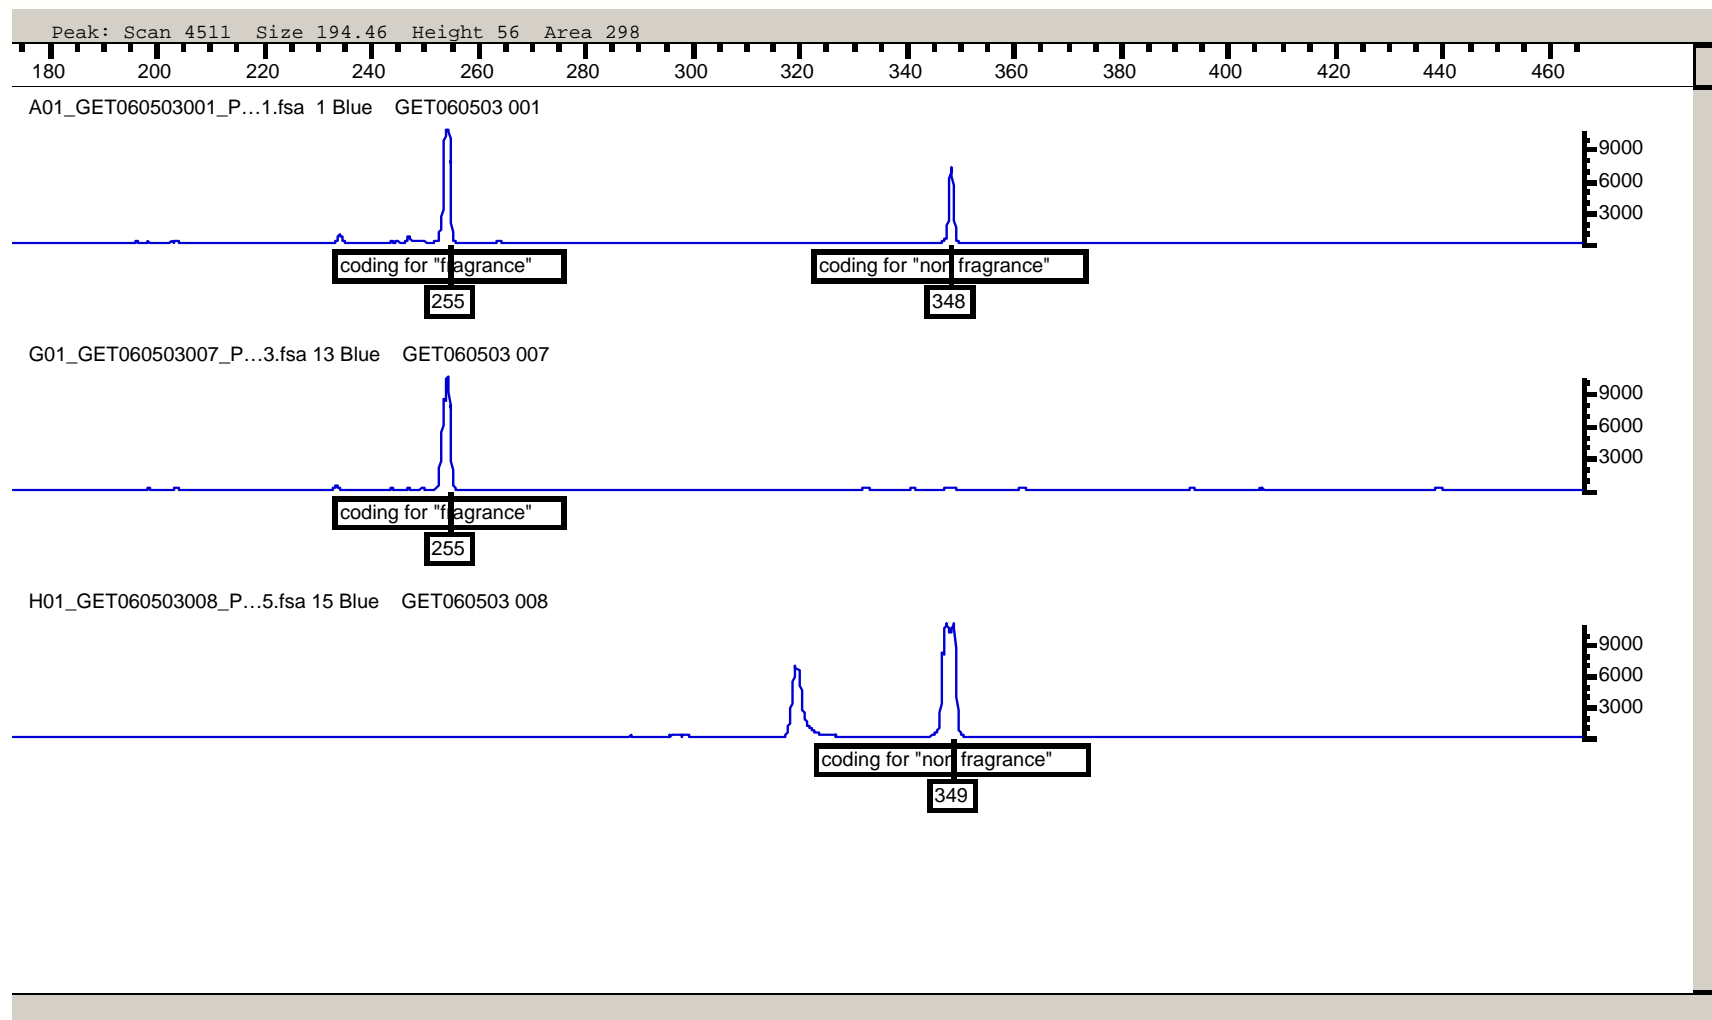 Peak: Scan 4511 Size 194.46 Height 56 Area 298
180 200 220 240 260 280 300 320 340 360 380 400 420 440 460
A01_GET060503001_P…1.fsa 1 Blue GET060503 001
9000
6000
3000
coding for "fragrance" coding for "non fragrance"
255 348
G01_GET060503007_P…3.fsa 13 Blue GET060503 007
9000
6000
3000
coding for "fragrance"
255
H01_GET060503008_P…5.fsa 15 Blue GET060503 008
9000
6000
3000
coding for "non fragrance"
349